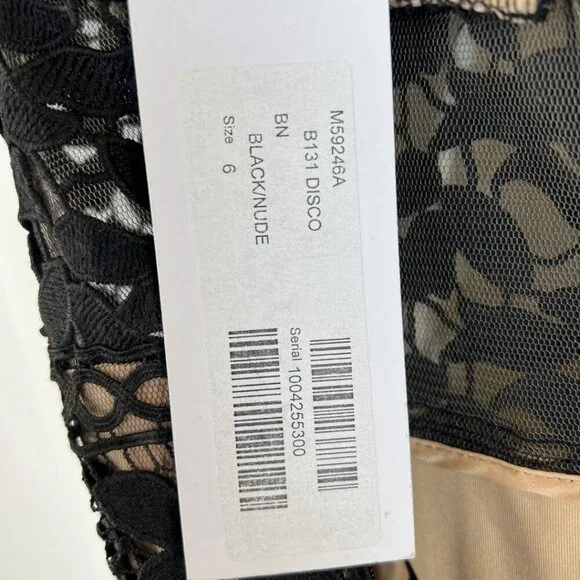 M59246A
B131 DISCO
BN
BLACK/NUDE
Size 6
Serial 1004255300